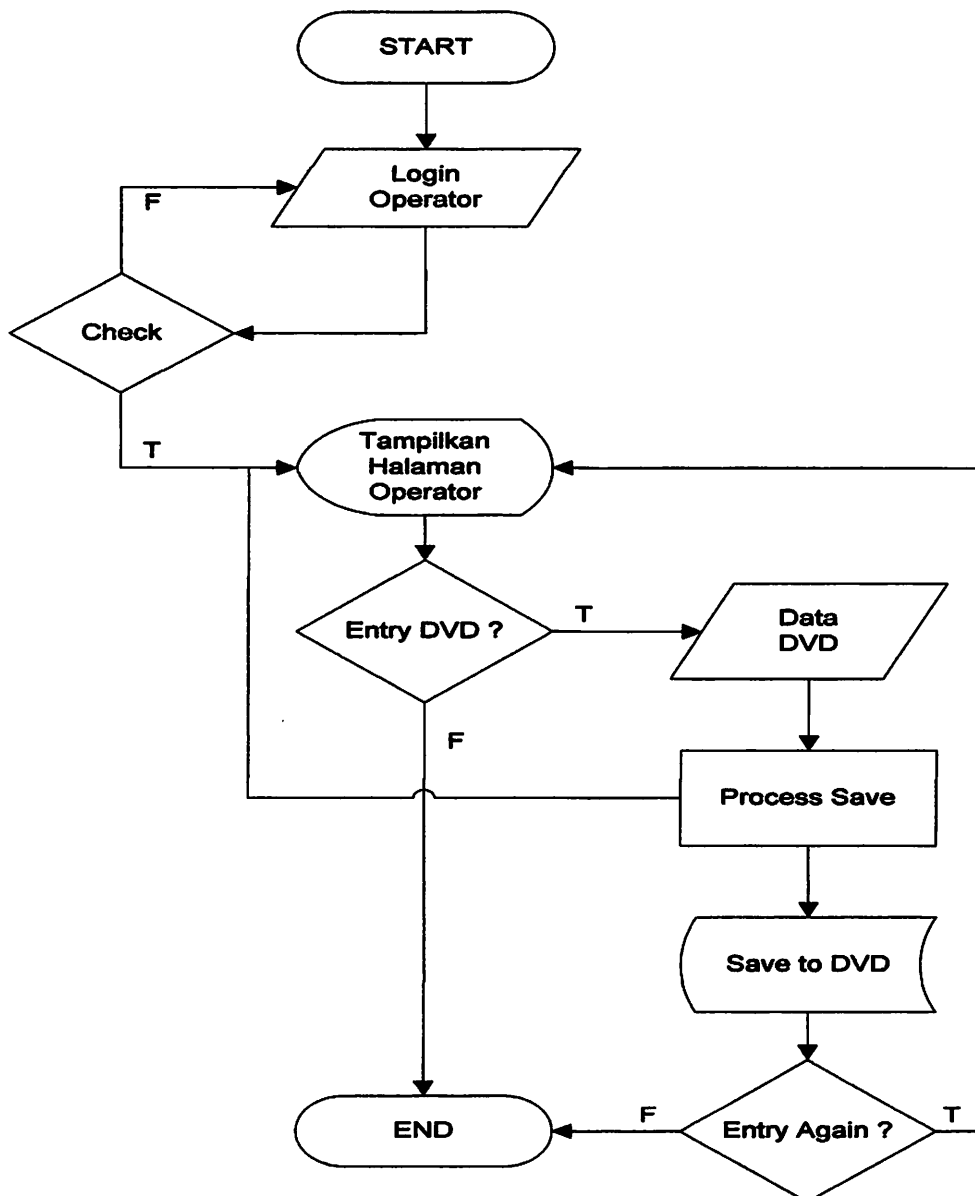 START
Login
Operator
F
Check
T
Tampilkan
Halaman
Operator
Entry DVD ?
T
Data
DVD
F
Process Save
Save to DVD
END
F
Entry Again ?
T